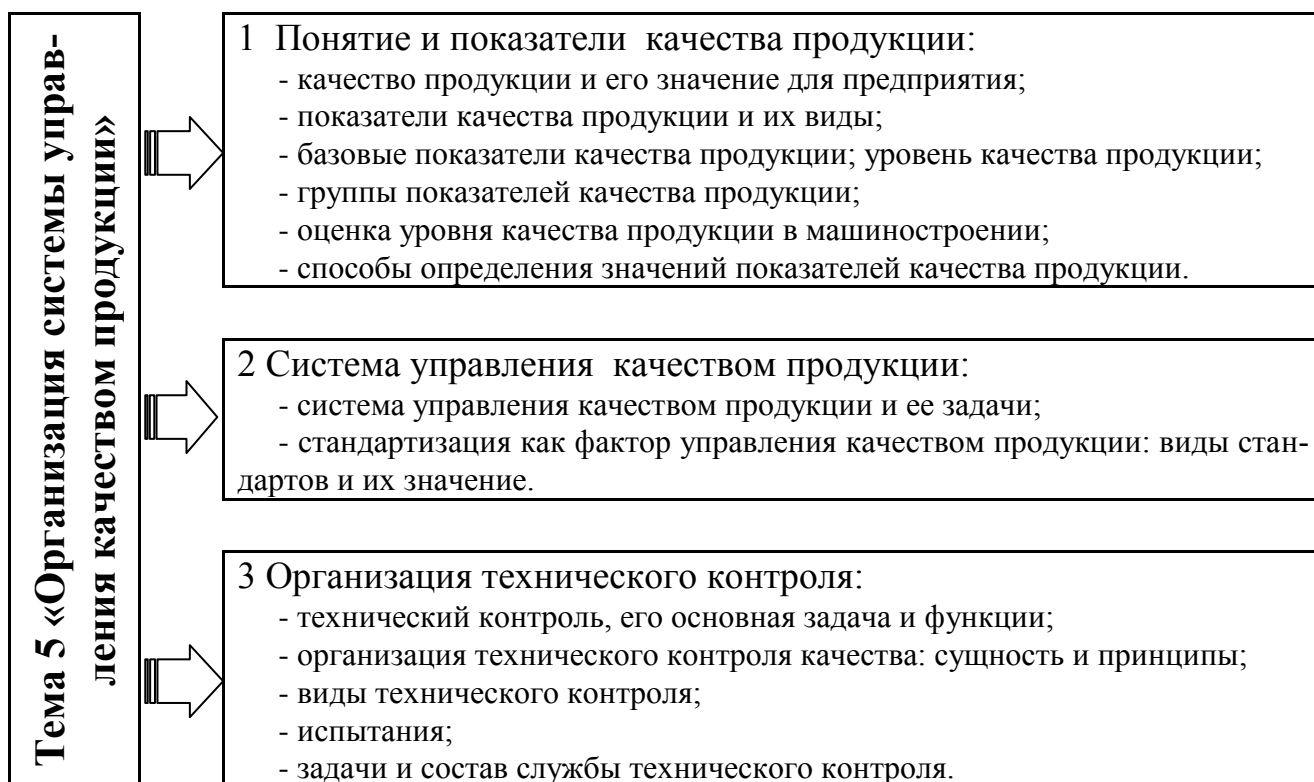 Тема 5 «Организация системы управ-
ления качеством продукции»
1 Понятие и показатели качества продукции:
- качество продукции и его значение для предприятия;
- показатели качества продукции и их виды;
- базовые показатели качества продукции; уровень качества продукции;
- группы показателей качества продукции;
- оценка уровня качества продукции в машиностроении;
- способы определения значений показателей качества продукции.
2 Система управления качеством продукции:
- система управления качеством продукции и ее задачи;
- стандартизация как фактор управления качеством продукции: виды стан-
дартов и их значение.
3 Организация технического контроля:
- технический контроль, его основная задача и функции;
- организация технического контроля качества: сущность и принципы;
- виды технического контроля;
- испытания;
- задачи и состав службы технического контроля.